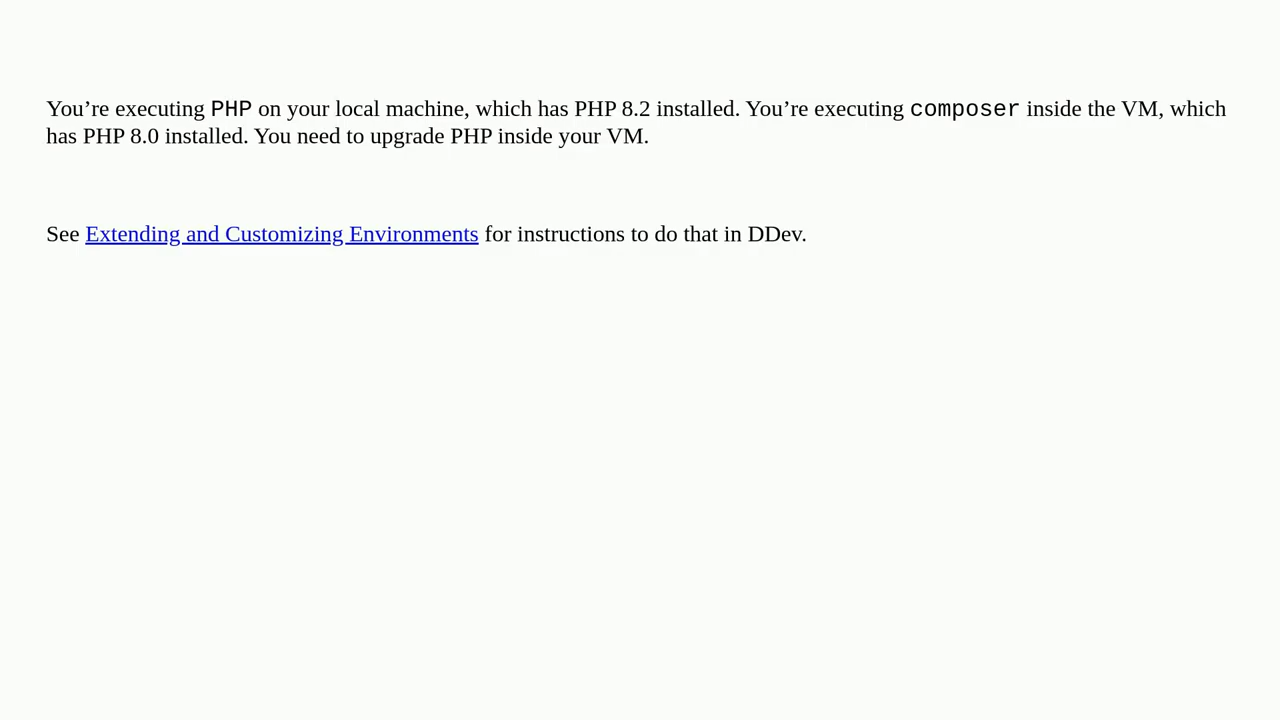 You’re executing PHP on your local machine, which has PHP 8.2 installed. You’re executing composer inside the VM, which
has PHP 8.0 installed. You need to upgrade PHP inside your VM.
See Extending and Customizing Environments for instructions to do that in DDev.